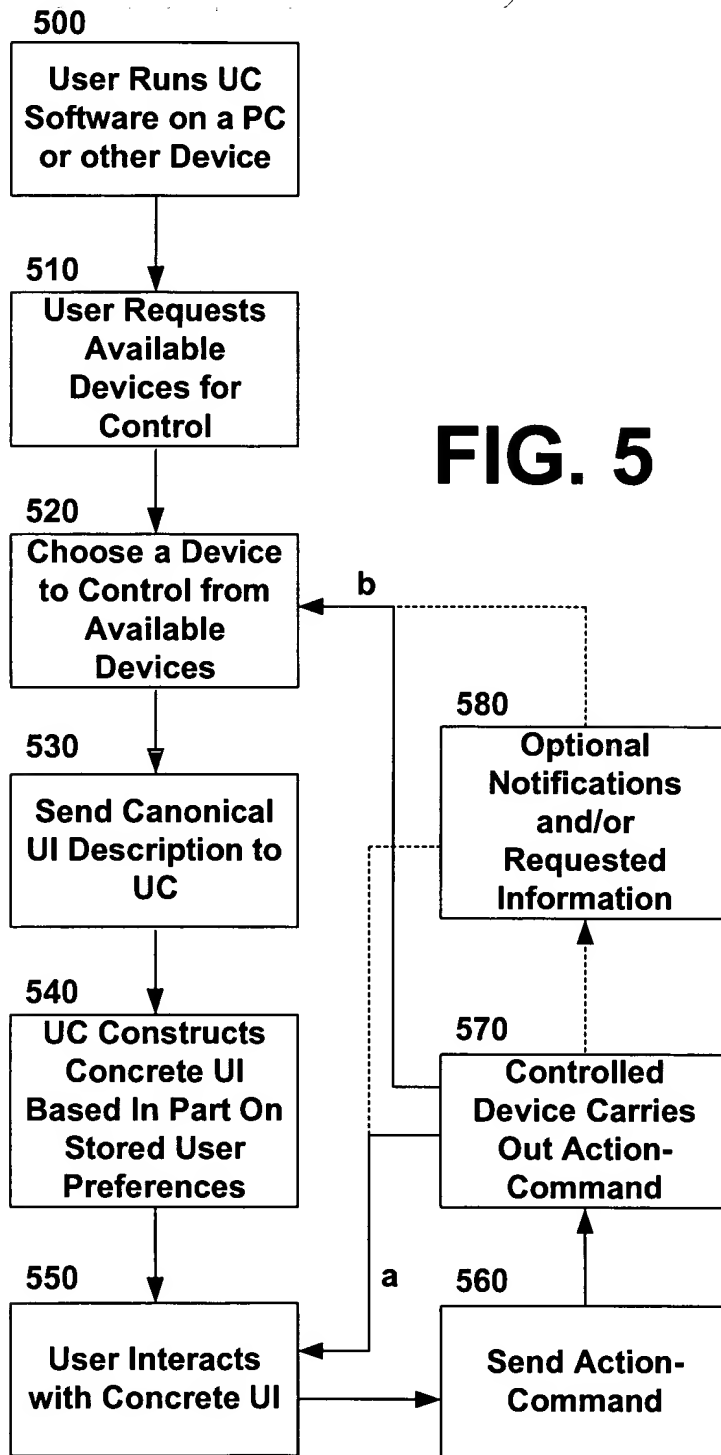 500
User Runs UC
Software on a PC
or other Device
510
User Requests
Available
Devices for
Control
FIG. 5
520
Choose a Device
to Control from
Available
Devices
b
530
Send Canonical
UI Description to
UC
580
Optional
Notifications
and/or
Requested
Information
540
UC Constructs
Concrete UI
Based In Part On
Stored User
Preferences
570
Controlled
Device Carries
Out Action-
Command
550
User Interacts
with Concrete UI
a
560
Send Action-
Command